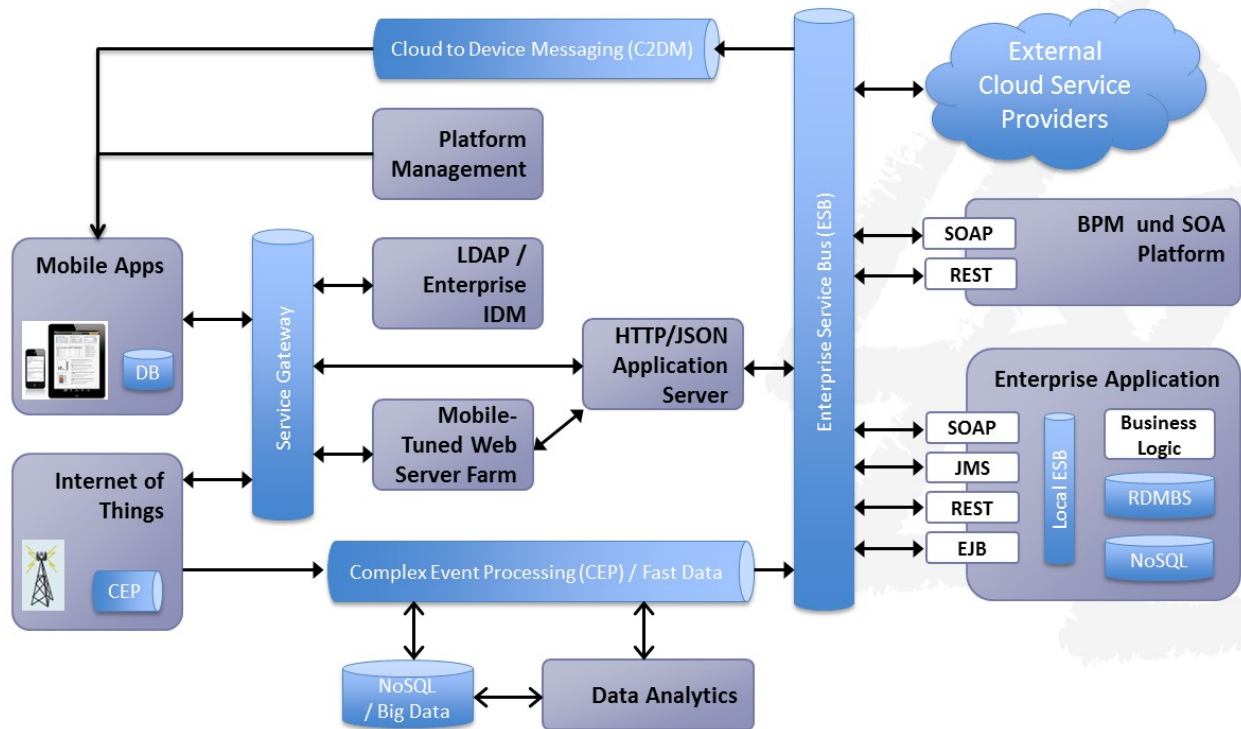 Cloud to Device Messaging (C2DM)
External
Cloud Service
Providers
Platform
Management
Enterprise Service Bus (ESB)
SOAP
REST
BPM und SOA
Platform
Mobile Apps
DB
Service Gateway
LDAP /
Enterprise
IDM
HTTP/JSON
Application
Server
Mobile-
Tuned Web
Server Farm
Enterprise Application
SOAP
JMS
REST
EJB
Local ESB
Business
Logic
RDMBS
NoSQL
Internet of
Things
CEP
Complex Event Processing (CEP) / Fast Data
NoSQL
/ Big Data
Data Analytics